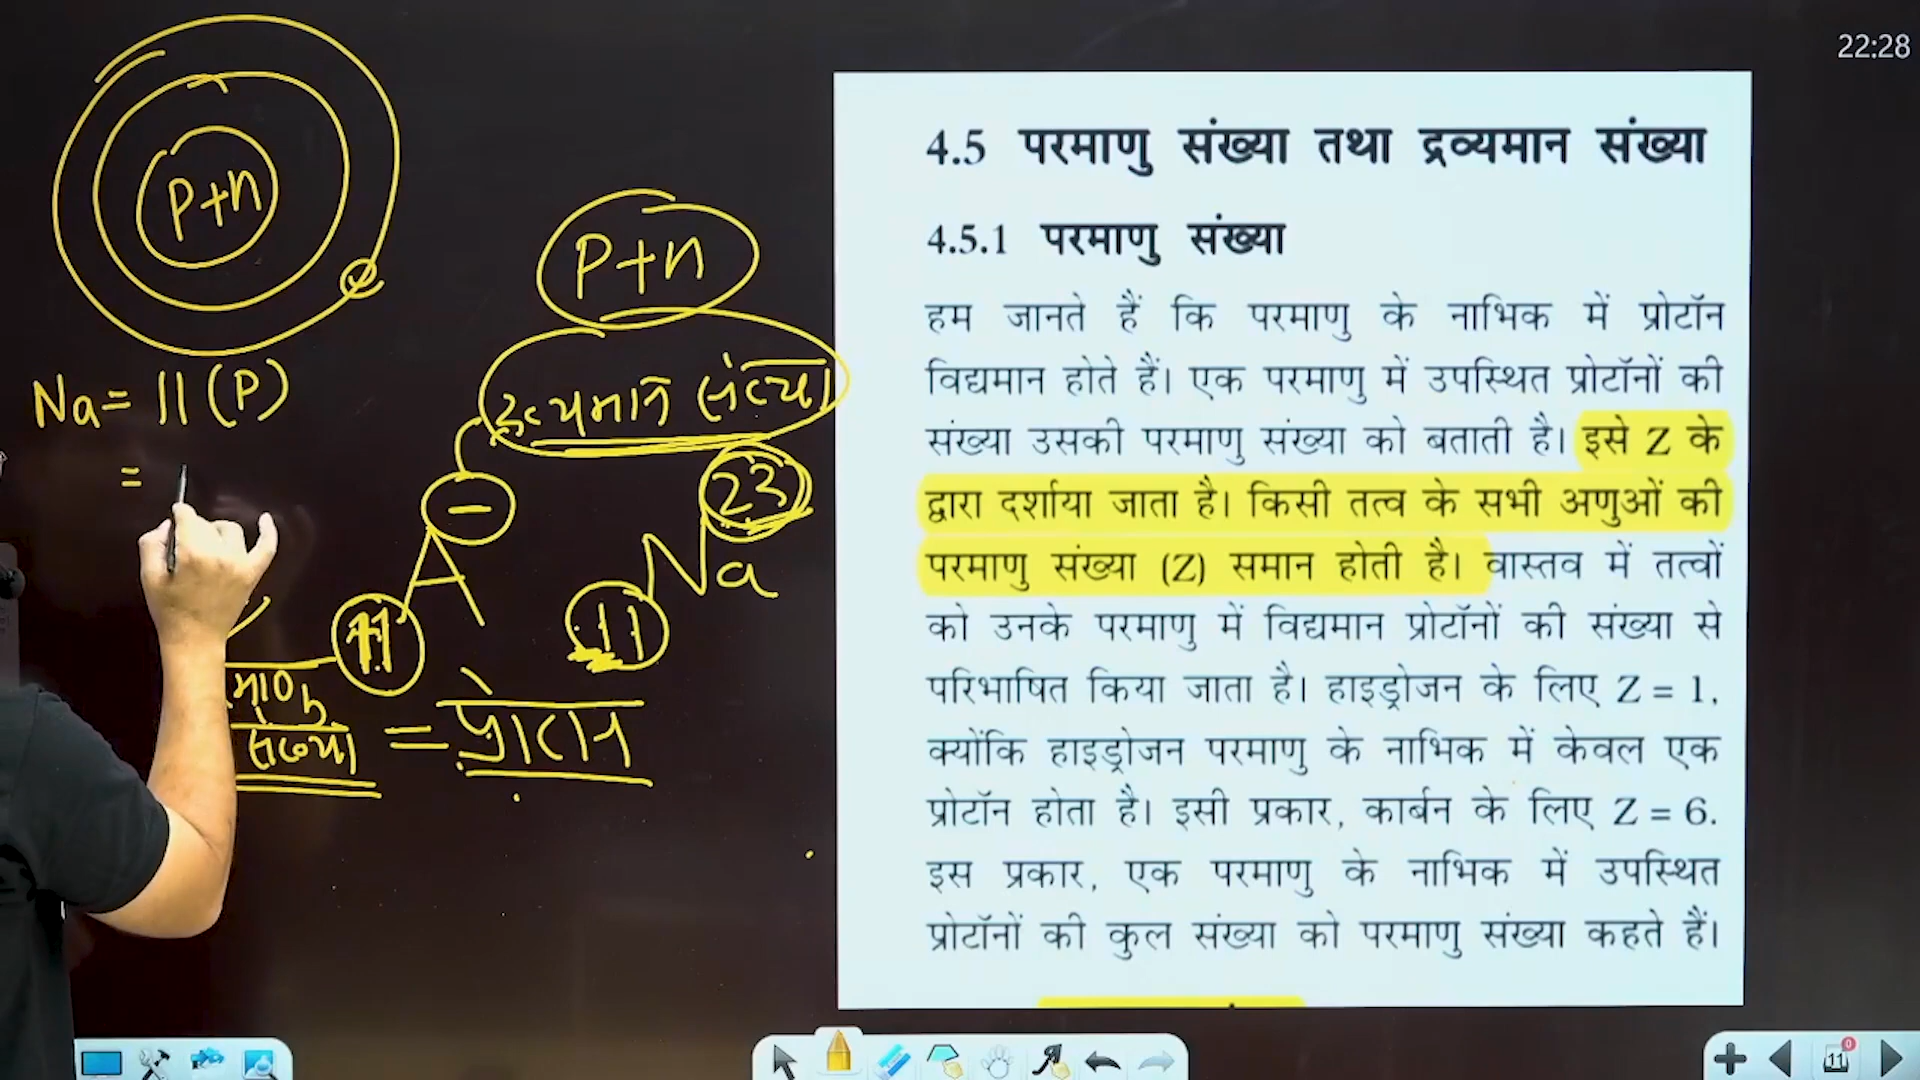 22:28
P+n
P+n
Na = 11 (P)
=
द्रव्यमान संख्या
23
A
Na
11
11
संख्या = प्रोटान
4.5 परमाणु संख्या तथा द्रव्यमान संख्या
4.5.1 परमाणु संख्या
हम जानते हैं कि परमाणु के नाभिक में प्रोटॉन
विद्यमान होते हैं। एक परमाणु में उपस्थित प्रोटॉनों की
संख्या उसकी परमाणु संख्या को बताती है। इसे Z के
द्वारा दर्शाया जाता है। किसी तत्व के सभी अणुओं की
परमाणु संख्या (Z) समान होती है। वास्तव में तत्वों
को उनके परमाणु में विद्यमान प्रोटॉनों की संख्या से
परिभाषित किया जाता है। हाइड्रोजन के लिए Z = 1,
क्योंकि हाइड्रोजन परमाणु के नाभिक में केवल एक
प्रोटॉन होता है। इसी प्रकार, कार्बन के लिए Z = 6.
इस प्रकार, एक परमाणु के नाभिक में उपस्थित
प्रोटॉनों की कुल संख्या को परमाणु संख्या कहते हैं।
11